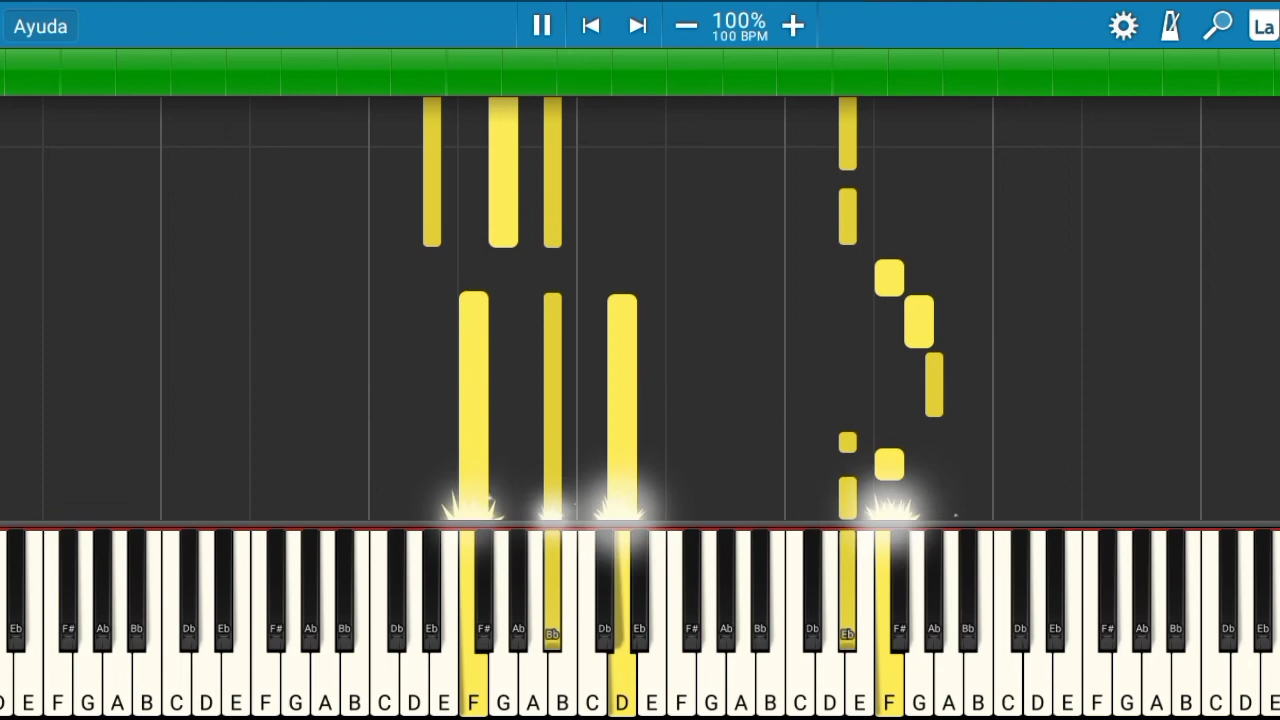 Ayuda
100%
100 BPM
La
Eb F# Ab Bb Db Eb F# Ab Bb Db Eb F# Ab Bb Db Eb F# Ab Bb Db Eb F# Ab Bb Db Eb F# Ab Bb Db Eb
D E F G A B C D E F G A B C D E F G A B C D E F G A B C D E F G A B C D E F G A B C D E